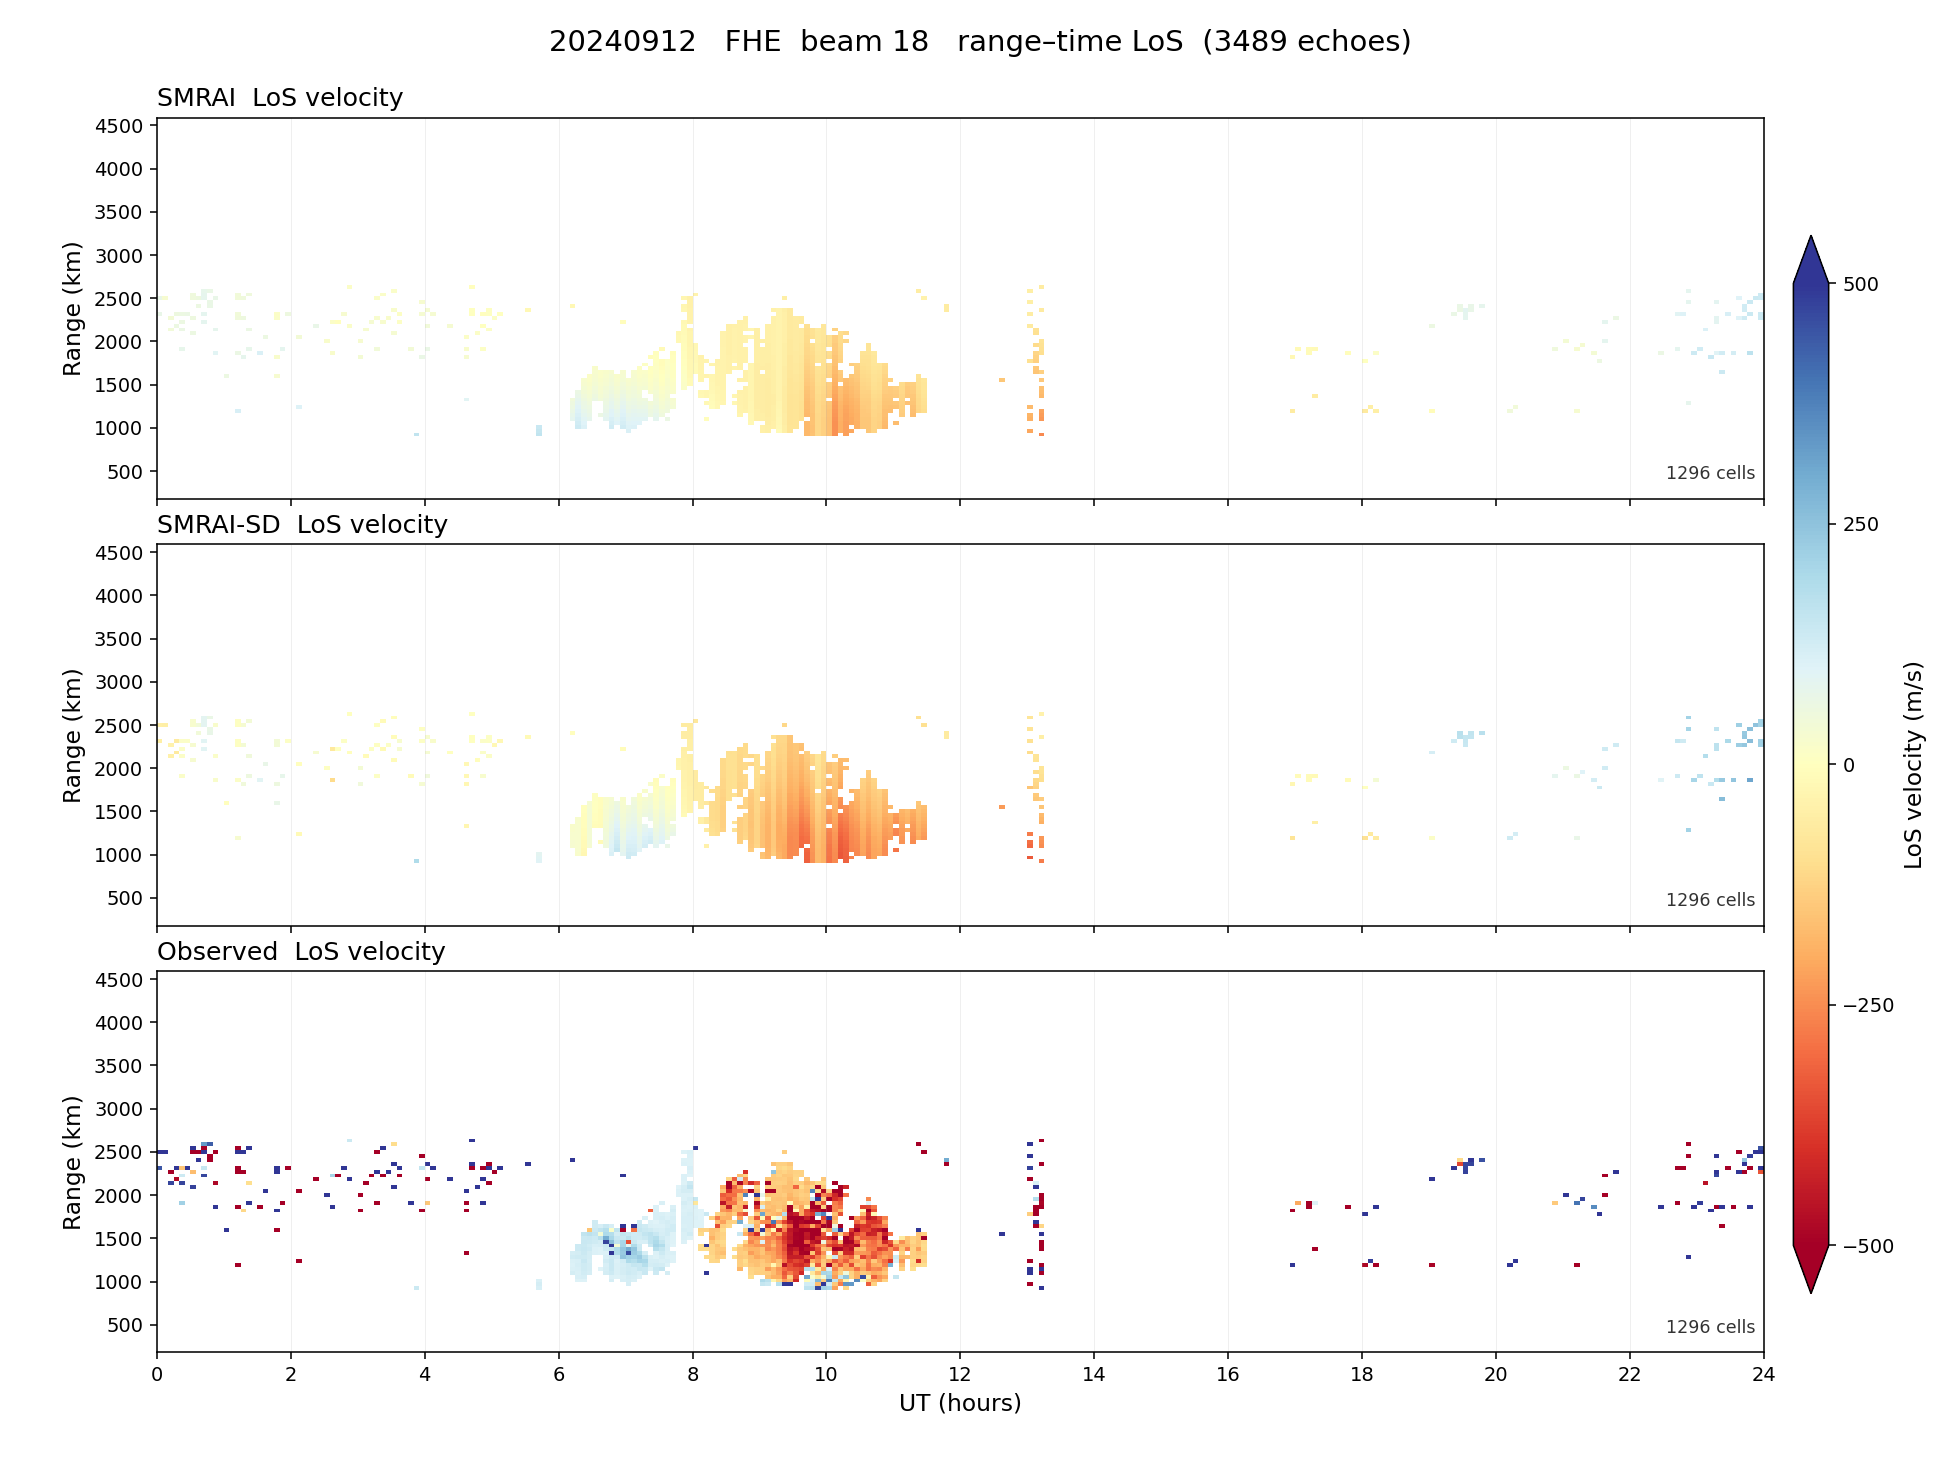 20240912   FHE  beam 18   range–time LoS  (3489 echoes)
SMRAI  LoS velocity
4500
4000
3500
3000
2500
2000
1500
1000
500
Range (km)
1296 cells
SMRAI-SD  LoS velocity
4500
4000
3500
3000
2500
2000
1500
1000
500
Range (km)
1296 cells
Observed  LoS velocity
4500
4000
3500
3000
2500
2000
1500
1000
500
Range (km)
1296 cells
0 2 4 6 8 10 12 14 16 18 20 22 24
UT (hours)
500
250
0
−250
−500
LoS velocity (m/s)